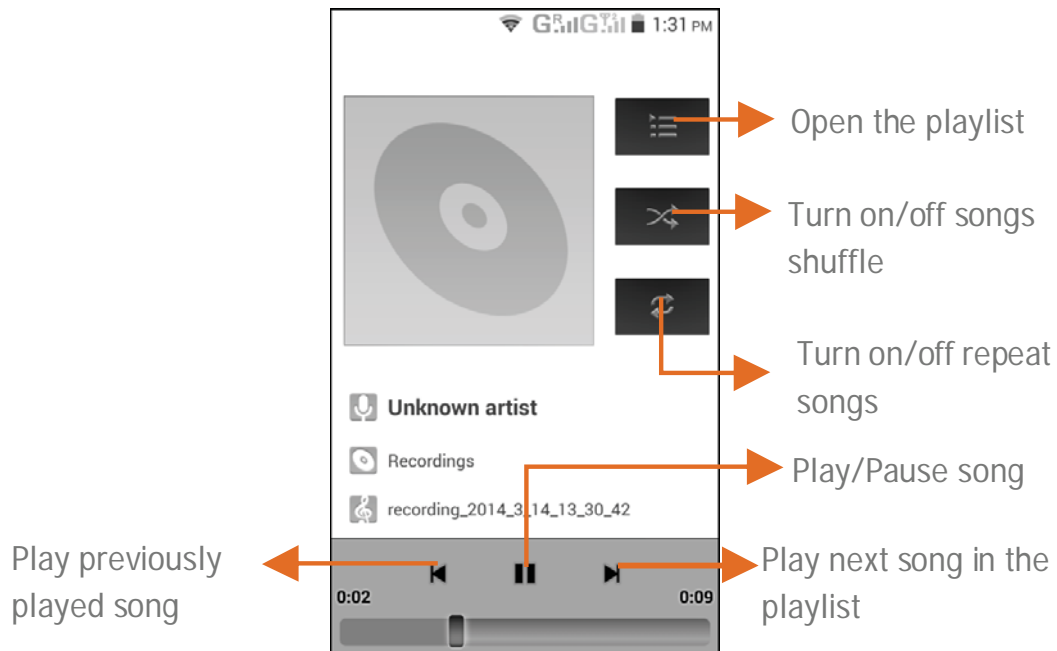 1:31 PM
Open the playlist
Turn on/off songs
shuffle
Turn on/off repeat
songs
Unknown artist
Recordings
Play/Pause song
recording_2014_3_14_13_30_42
Play previously
played song
Play next song in the
playlist
0:02
0:09